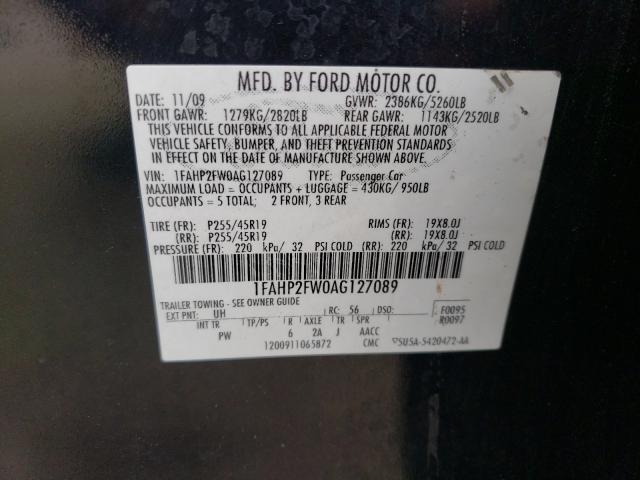 MFD. BY FORD MOTOR CO.
DATE: 11/09 GVWR: 2386KG/5260LB
FRONT GAWR: 1279KG/2820LB REAR GAWR: 1143KG/2520LB
THIS VEHICLE CONFORMS TO ALL APPLICABLE FEDERAL MOTOR
VEHICLE SAFETY, BUMPER, AND THEFT PREVENTION STANDARDS
IN EFFECT ON THE DATE OF MANUFACTURE SHOWN ABOVE.
VIN: 1FAHP2FW0AG127089 TYPE: Passenger Car
MAXIMUM LOAD = OCCUPANTS + LUGGAGE = 430KG/950LB
OCCUPANTS = 5 TOTAL; 2 FRONT, 3 REAR
TIRE (FR): P255/45R19 RIMS (FR): 19X8.0J
(RR): P255/45R19 (RR): 19X8.0J
PRESSURE (FR): 220 kPa/ 32 PSI COLD (RR): 220 kPa/ 32 PSI COLD
1FAHP2FW0AG127089
TRAILER TOWING - SEE OWNER GUIDE
EXT PNT: UH RC: 56 DSO: F0095
INT TR TP/PS R AXLE TR SPR R0097
PW 6 2A J AACC
1200911065872 CMC 5U5A-5420472-AA